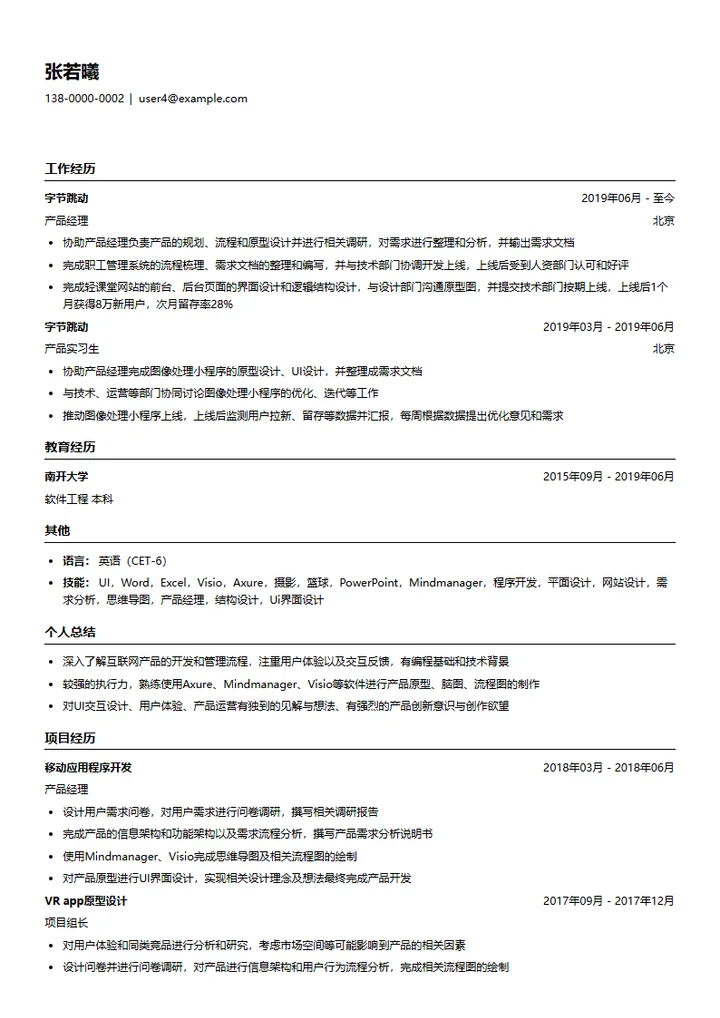 张若曦
138-0000-0002 | user4@example.com
工作经历
字节跳动 2019年06月 - 至今
产品经理 北京
• 协助产品经理负责产品的规划、流程和原型设计并进行相关调研，对需求进行整理和分析，并输出需求文档
• 完成职工管理系统的流程梳理、需求文档的整理和编写，并与技术部门协调开发上线，上线后受到人资部门认可和好评
• 完成轻课堂网站的前台、后台页面的界面设计和逻辑结构设计，与设计部门沟通原型图，并提交技术部门按期上线，上线后1个
月获得8万新用户，次月留存率28%
字节跳动 2019年03月 - 2019年06月
产品实习生 北京
• 协助产品经理完成图像处理小程序的原型设计、UI设计，并整理成需求文档
• 与技术、运营等部门协同讨论图像处理小程序的优化、迭代等工作
• 推动图像处理小程序上线，上线后监测用户拉新、留存等数据并汇报，每周根据数据提出优化意见和需求
教育经历
南开大学 2015年09月 - 2019年06月
软件工程 本科
其他
• 语言： 英语（CET-6）
• 技能： UI，Word，Excel，Visio，Axure，摄影，篮球，PowerPoint，Mindmanager，程序开发，平面设计，网站设计，需
求分析，思维导图，产品经理，结构设计，Ui界面设计
个人总结
• 深入了解互联网产品的开发和管理流程，注重用户体验以及交互反馈，有编程基础和技术背景
• 较强的执行力，熟练使用Axure、Mindmanager、Visio等软件进行产品原型、脑图、流程图的制作
• 对UI交互设计、用户体验、产品运营有独到的见解与想法、有强烈的产品创新意识与创作欲望
项目经历
移动应用程序开发 2018年03月 - 2018年06月
产品经理
• 设计用户需求问卷，对用户需求进行问卷调研，撰写相关调研报告
• 完成产品的信息架构和功能架构以及需求流程分析，撰写产品需求分析说明书
• 使用Mindmanager、Visio完成思维导图及相关流程图的绘制
• 对产品原型进行UI界面设计，实现相关设计理念及想法最终完成产品开发
VR app原型设计 2017年09月 - 2017年12月
项目组长
• 对用户体验和同类竞品进行分析和研究，考虑市场空间等可能影响到产品的相关因素
• 设计问卷并进行问卷调研，对产品进行信息架构和用户行为流程分析，完成相关流程图的绘制